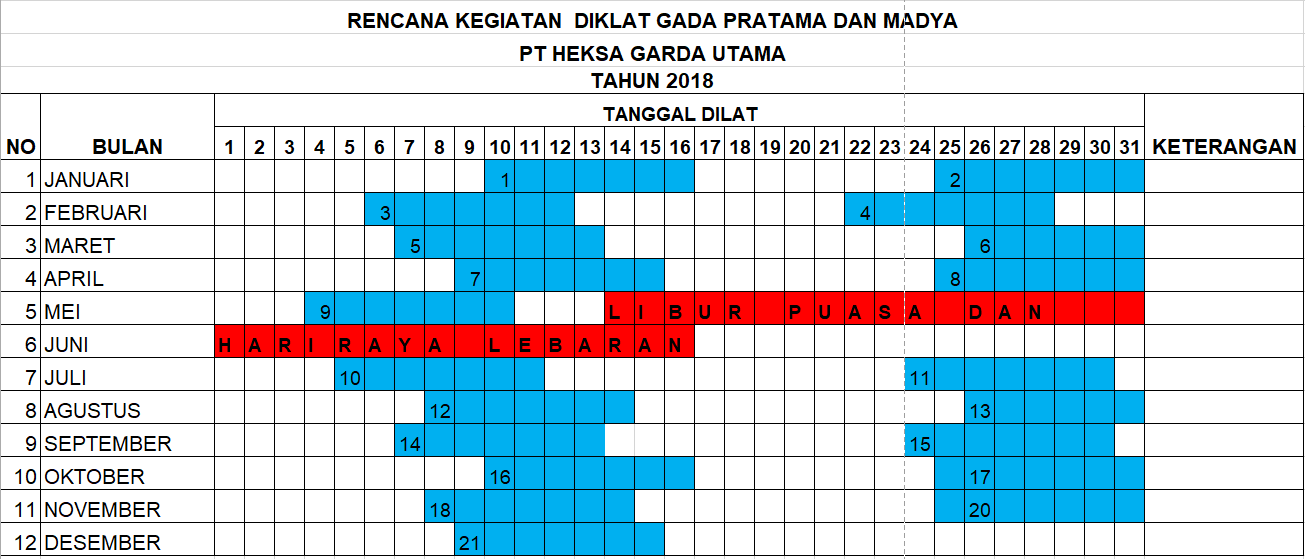 RENCANA KEGIATAN  DIKLAT GADA PRATAMA DAN MADYA
PT HEKSA GARDA UTAMA
TAHUN 2018
NO BULAN TANGGAL DILAT KETERANGAN
1 2 3 4 5 6 7 8 9 10 11 12 13 14 15 16 17 18 19 20 21 22 23 24 25 26 27 28 29 30 31
1 JANUARI 1 2
2 FEBRUARI 3 4
3 MARET 5 6
4 APRIL 7 8
5 MEI 9 L I B U R P U A S A D A N
6 JUNI H A R I R A Y A L E B A R A N
7 JULI 10 11
8 AGUSTUS 12 13
9 SEPTEMBER 14 15
10 OKTOBER 16 17
11 NOVEMBER 18 20
12 DESEMBER 21